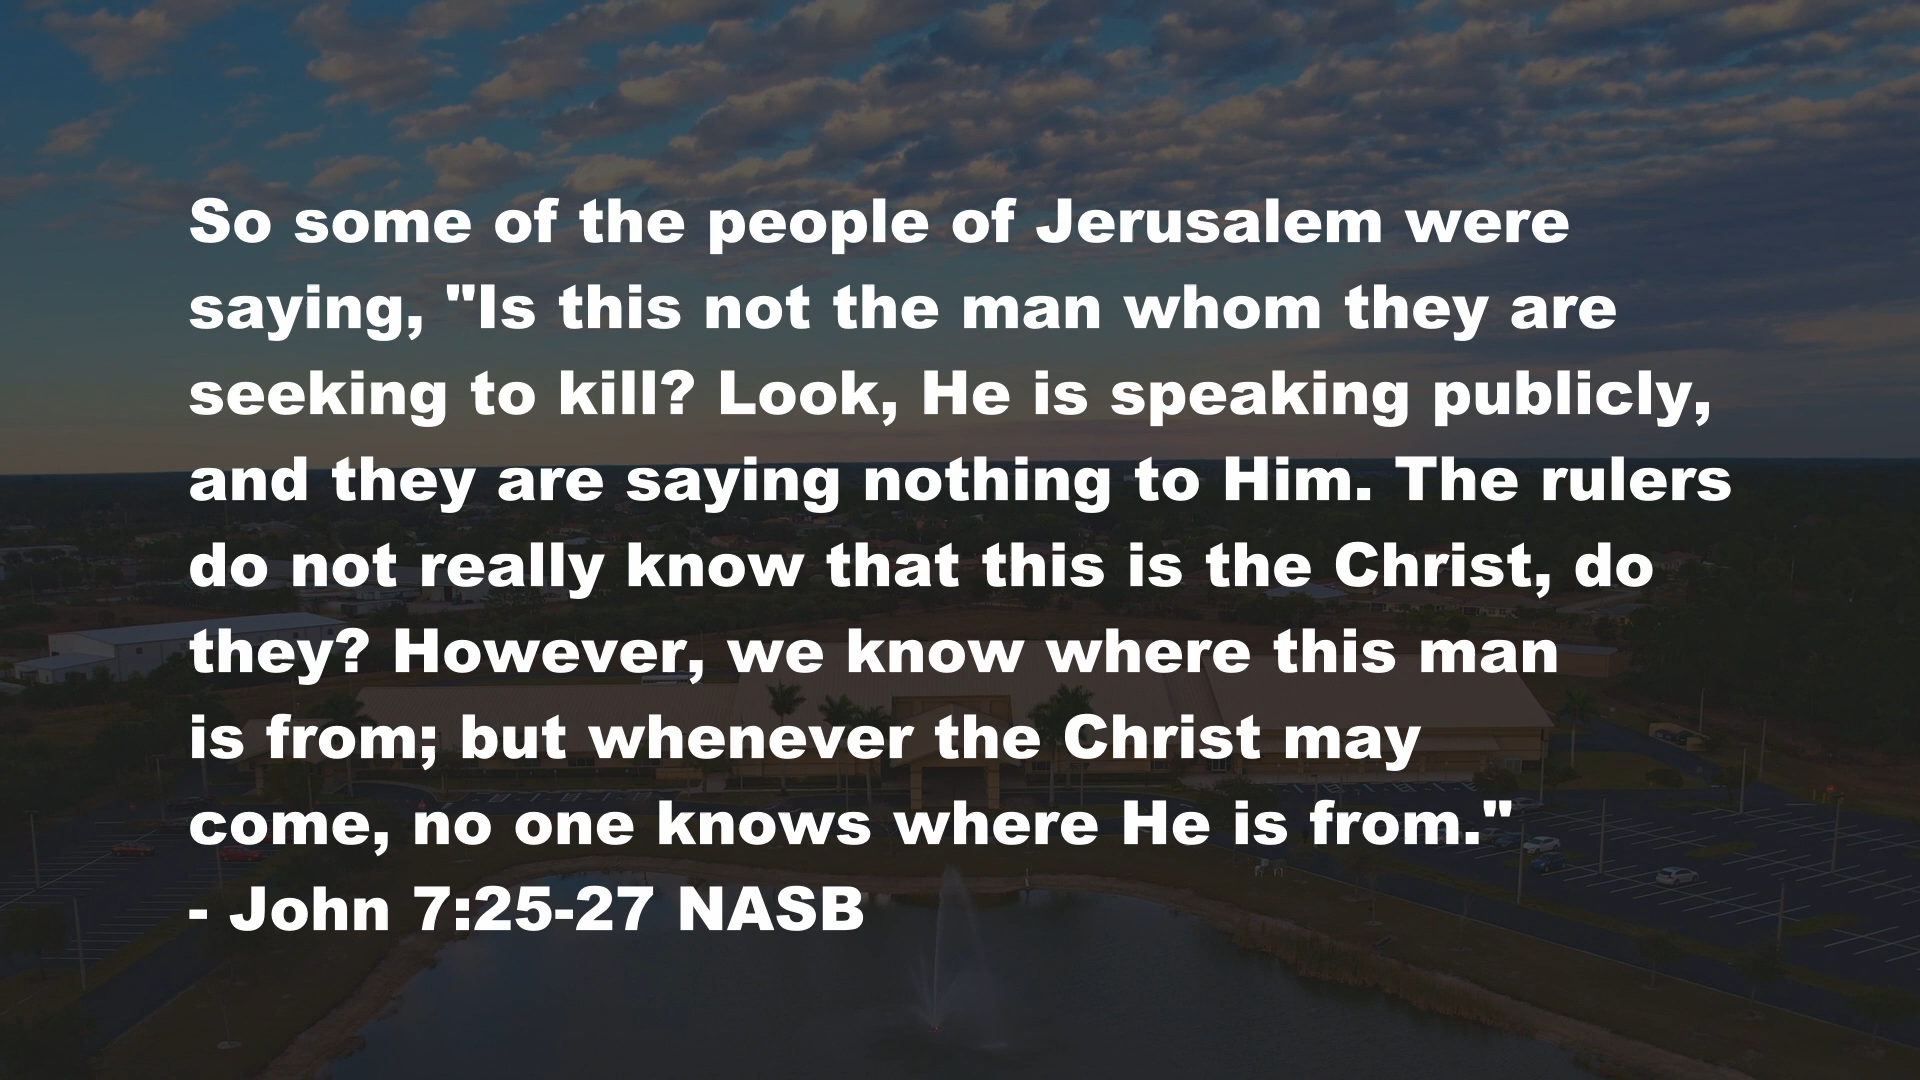 So some of the people of Jerusalem were
saying, "Is this not the man whom they are
seeking to kill? Look, He is speaking publicly,
and they are saying nothing to Him. The rulers
do not really know that this is the Christ, do
they? However, we know where this man
is from; but whenever the Christ may
come, no one knows where He is from."
- John 7:25-27 NASB